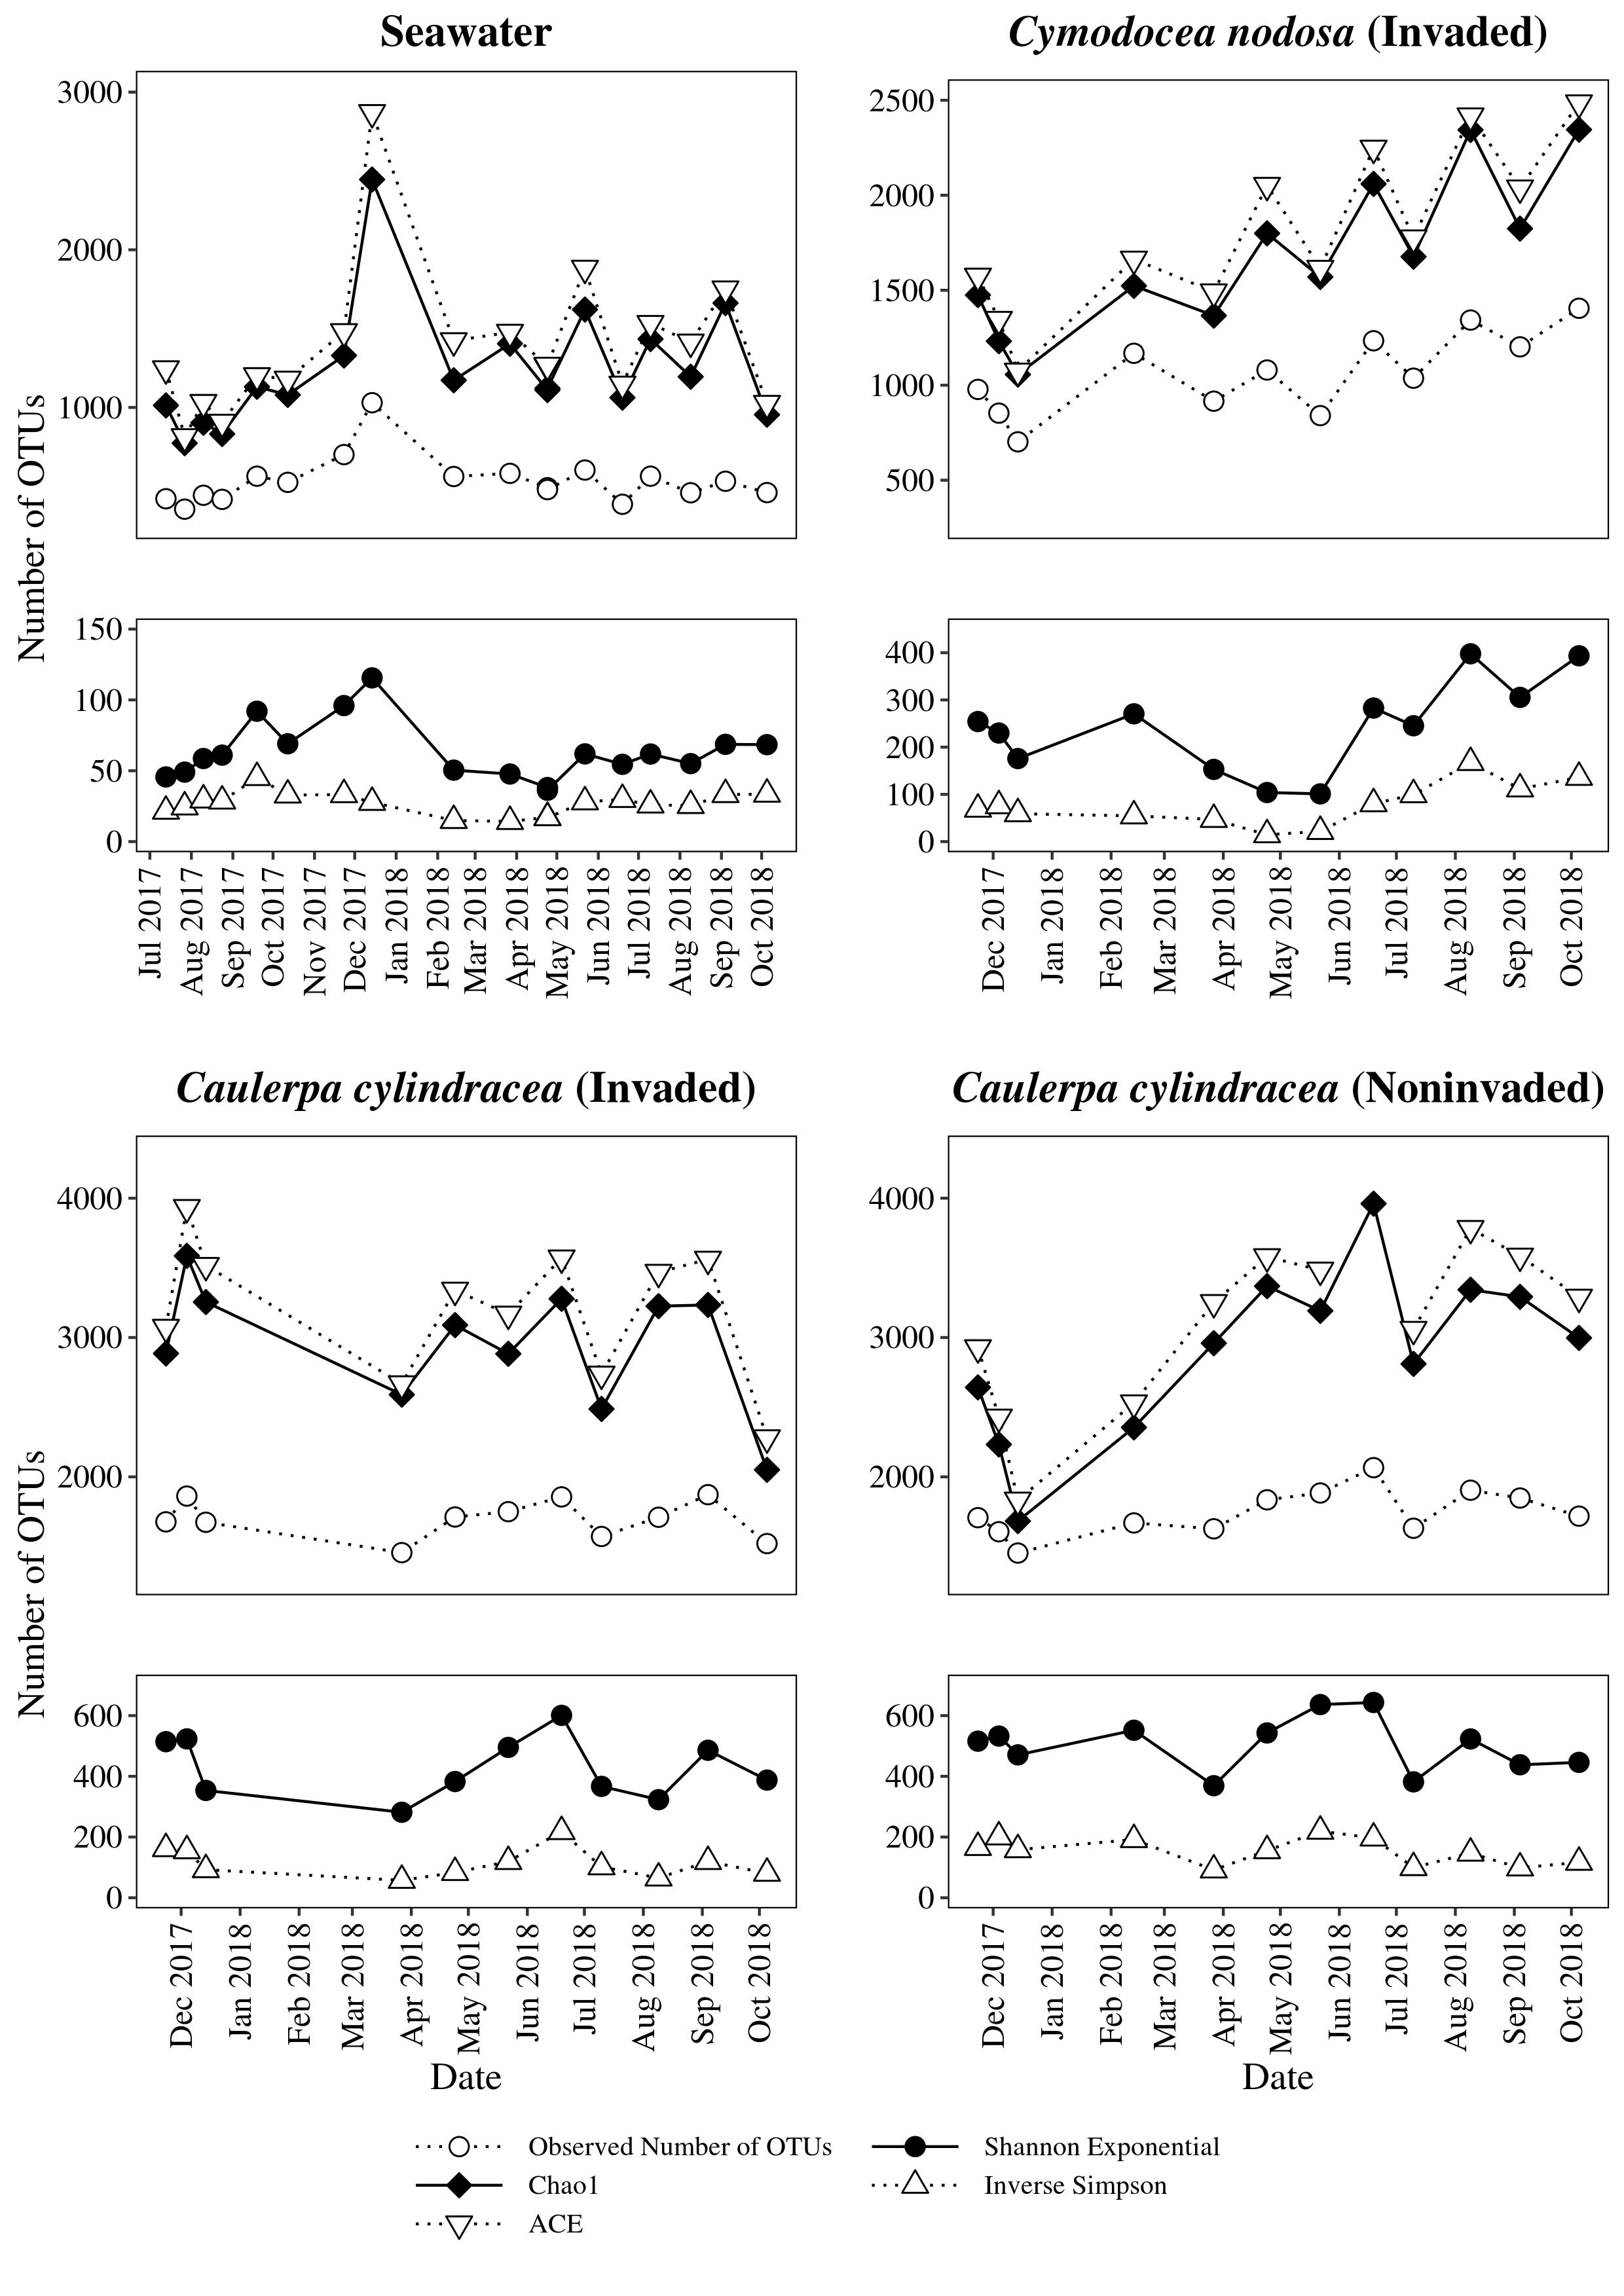 Seawater
Cymodocea nodosa (Invaded)
Number of OTUs
3000
2000
1000
2500
2000
1500
1000
500
150
100
50
0
400
300
200
100
0
Jul 2017
Aug 2017
Sep 2017
Oct 2017
Nov 2017
Dec 2017
Jan 2018
Feb 2018
Mar 2018
Apr 2018
May 2018
Jun 2018
Jul 2018
Aug 2018
Sep 2018
Oct 2018
Dec 2017
Jan 2018
Feb 2018
Mar 2018
Apr 2018
May 2018
Jun 2018
Jul 2018
Aug 2018
Sep 2018
Oct 2018
Caulerpa cylindracea (Invaded)
Caulerpa cylindracea (Noninvaded)
Number of OTUs
4000
3000
2000
4000
3000
2000
600
400
200
0
600
400
200
0
Dec 2017
Jan 2018
Feb 2018
Mar 2018
Apr 2018
May 2018
Jun 2018
Jul 2018
Aug 2018
Sep 2018
Oct 2018
Dec 2017
Jan 2018
Feb 2018
Mar 2018
Apr 2018
May 2018
Jun 2018
Jul 2018
Aug 2018
Sep 2018
Oct 2018
Date
Date
Observed Number of OTUs
Chao1
ACE
Shannon Exponential
Inverse Simpson